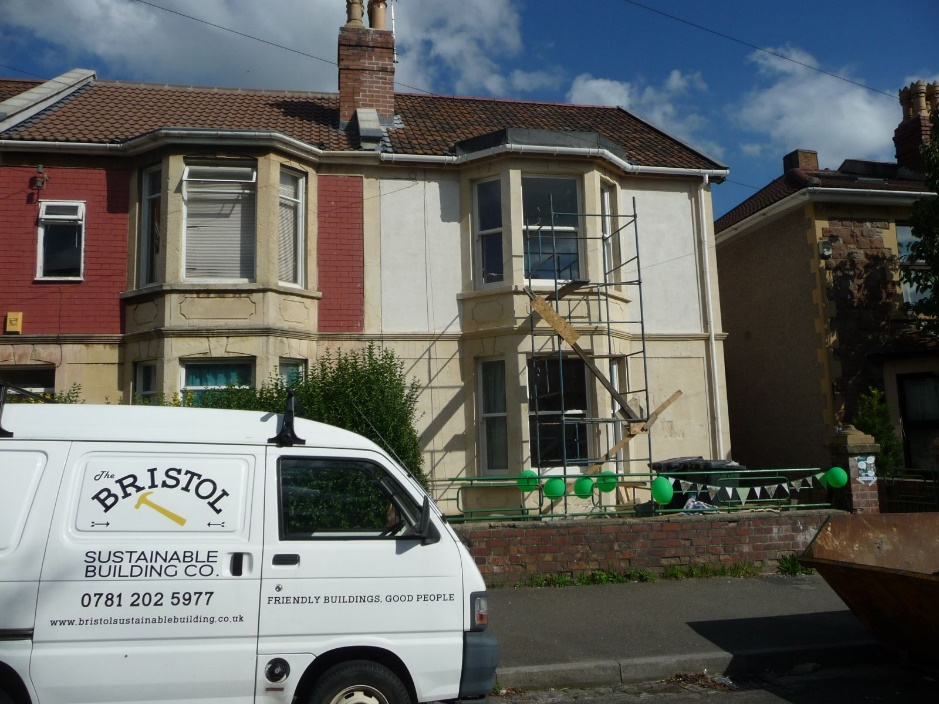 The
BRISTOL
SUSTAINABLE
BUILDING CO.
0781 202 5977
www.bristolsustainablebuilding.co.uk
FRIENDLY BUILDINGS, GOOD PEOPLE